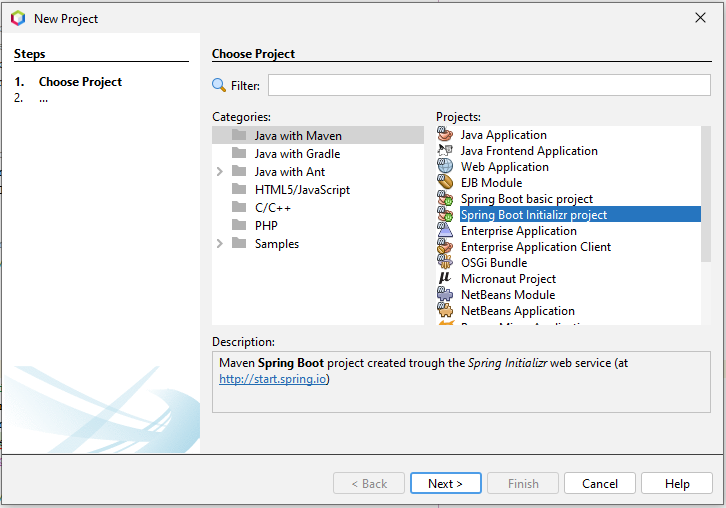 New Project
Steps
1. Choose Project
2. ...
Choose Project
Filter:
Categories:
Java with Maven
Java with Gradle
Java with Ant
HTML5/JavaScript
C/C++
PHP
Samples
Projects:
Java Application
Java Frontend Application
Web Application
EJB Module
Spring Boot basic project
Spring Boot Initializr project
Enterprise Application
Enterprise Application Client
OSGi Bundle
Micronaut Project
NetBeans Module
NetBeans Application
Description:
Maven Spring Boot project created trough the Spring Initializr web service (at
http://start.spring.io)
< Back
Next >
Finish
Cancel
Help